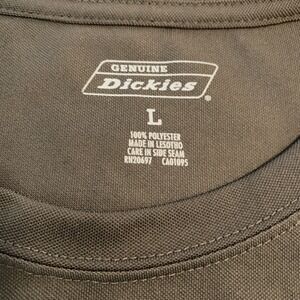 GENUINE
Dickies®
L
100% POLYESTER
MADE IN LESOTHO
CARE IN SIDE SEAM
RN20697 CA01095